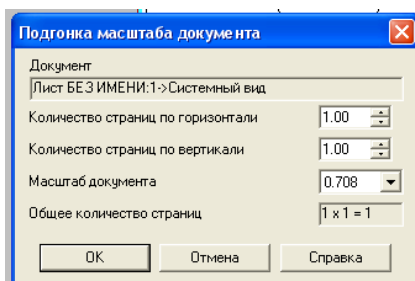 Подгонка масштаба документа
Документ
Лист БЕЗ ИМЕНИ:1->Системный вид
Количество страниц по горизонтали 1.00
Количество страниц по вертикали 1.00
Масштаб документа 0.708
Общее количество страниц 1 x 1 = 1
OK Отмена Справка